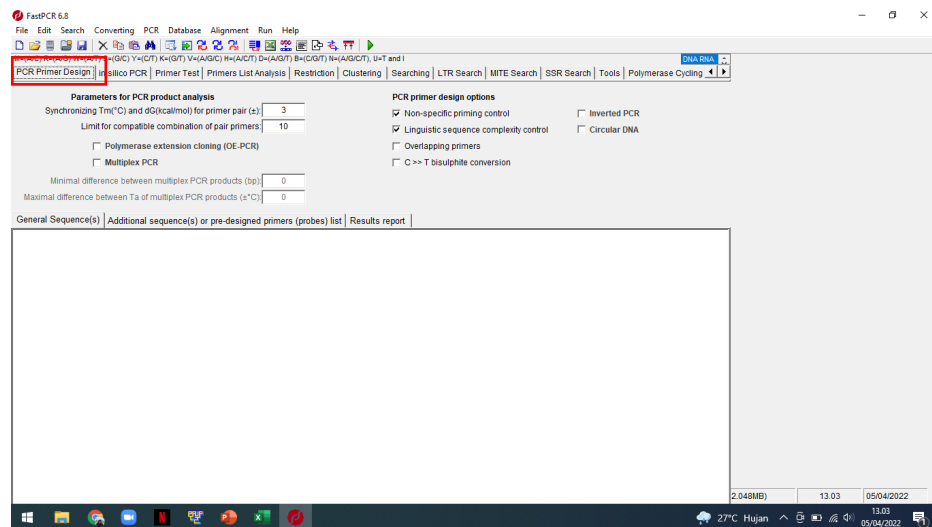 FastPCR 6.8
File Edit Search Converting PCR Database Alignment Run Help
W=(A/T) S=(G/C) Y=(C/T) K=(G/T) V=(A/G/C) H=(A/C/T) D=(A/G/T) B=(C/G/T) N=(A/G/C/T), U=T and I
DNA RNA
PCR Primer Design in silico PCR Primer Test Primers List Analysis Restriction Clustering Searching LTR Search MITE Search SSR Search Tools Polymerase Cycling
Parameters for PCR product analysis
Synchronizing Tm(°C) and dG(kcal/mol) for primer pair (±): 3
Limit for compatible combination of pair primers: 10
Polymerase extension cloning (OE-PCR)
Multiplex PCR
Minimal difference between multiplex PCR products (bp): 0
Maximal difference between Ta of multiplex PCR products (±°C): 0
PCR primer design options
Non-specific priming control Inverted PCR
Linguistic sequence complexity control Circular DNA
Overlapping primers
C >> T bisulphite conversion
General Sequence(s) Additional sequence(s) or pre-designed primers (probes) list Results report
2.048MB) 13.03 05/04/2022
27°C Hujan 13.03
05/04/2022